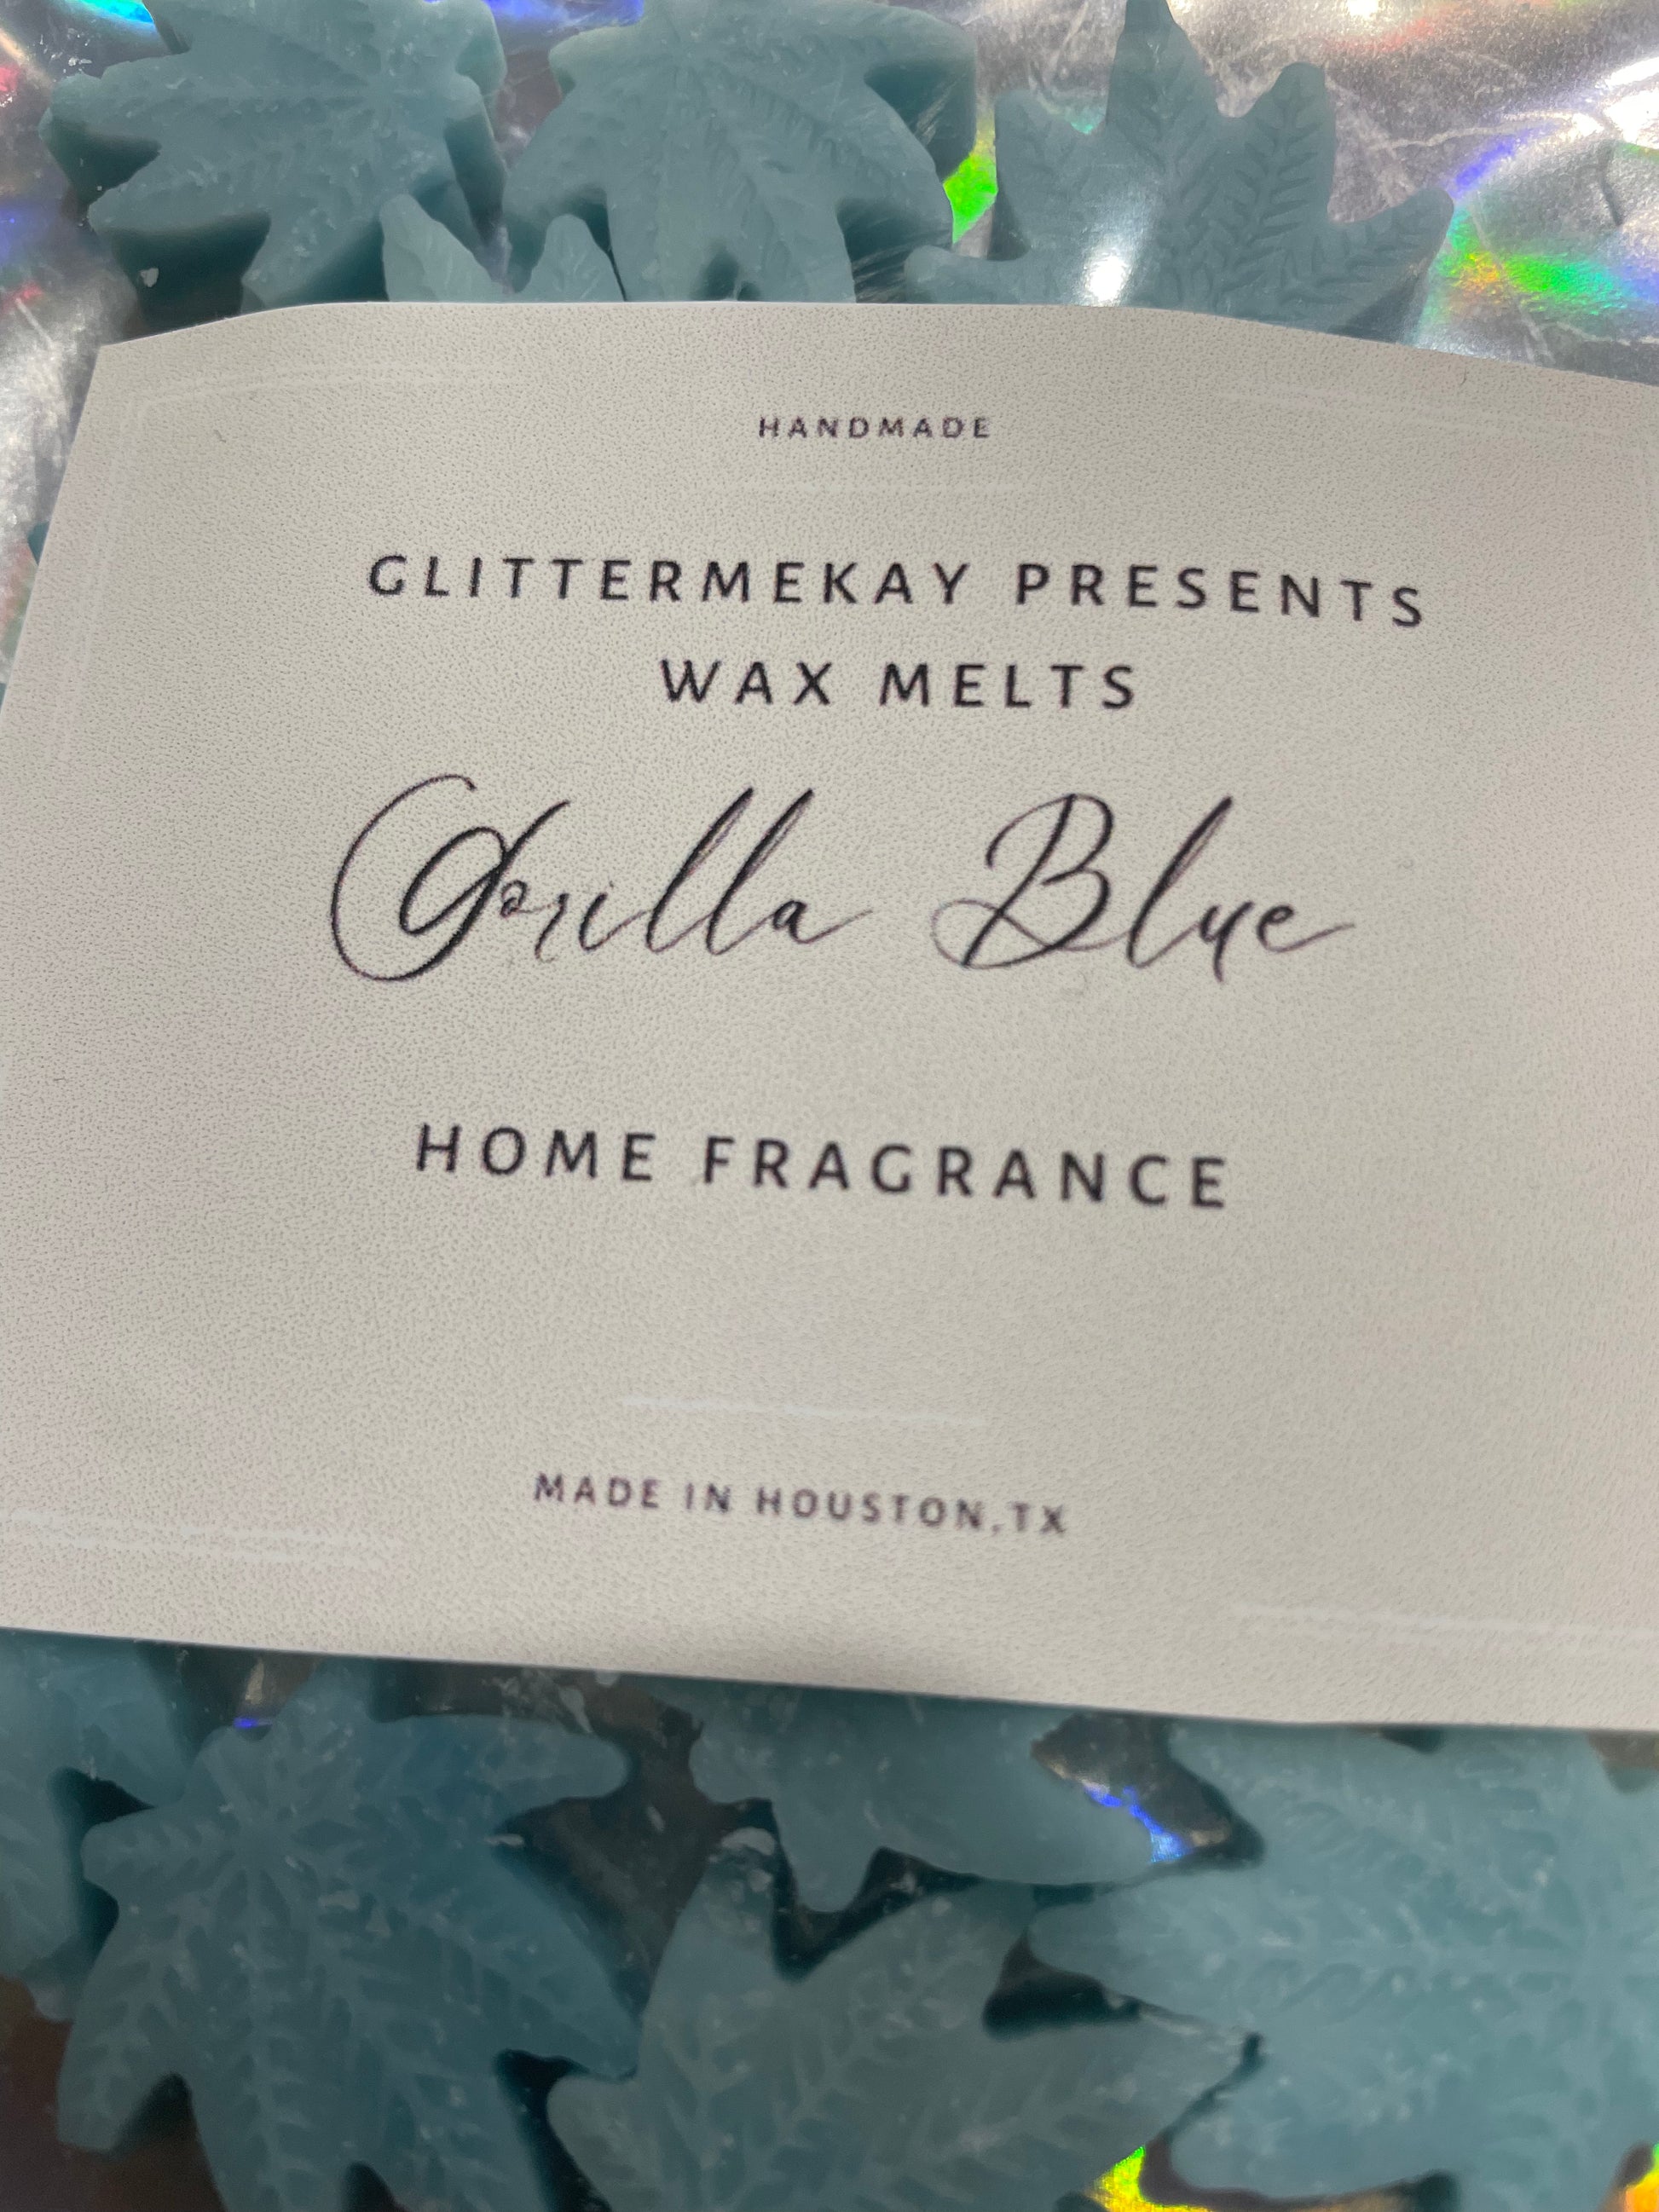 HANDMADE
GLITTERMEKAY PRESENTS
WAX MELTS
Gorilla Blue
HOME FRAGRANCE
MADE IN HOUSTON,TX